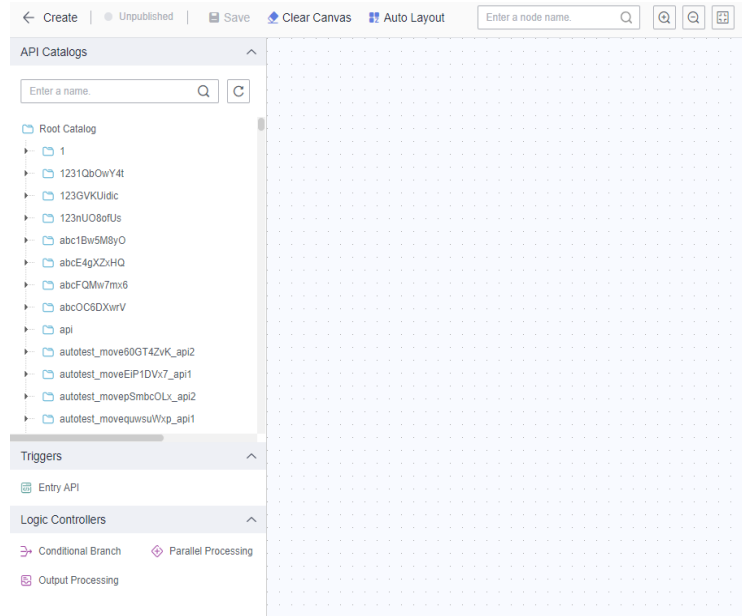 Create Unpublished Save Clear Canvas Auto Layout Enter a node name.
API Catalogs
Enter a name.
Root Catalog
1
1231QbOwY4t
123GVKUidic
123nUO8ofUs
abc1Bw5M8yO
abcE4gXZxHQ
abcFQMw7mx6
abcOC6DXwrV
api
autotest_move60GT4ZvK_api2
autotest_moveEiP1DVx7_api1
autotest_movepSmbcOLx_api2
autotest_movequwsuWxp_api1
Triggers
Entry API
Logic Controllers
Conditional Branch Parallel Processing
Output Processing